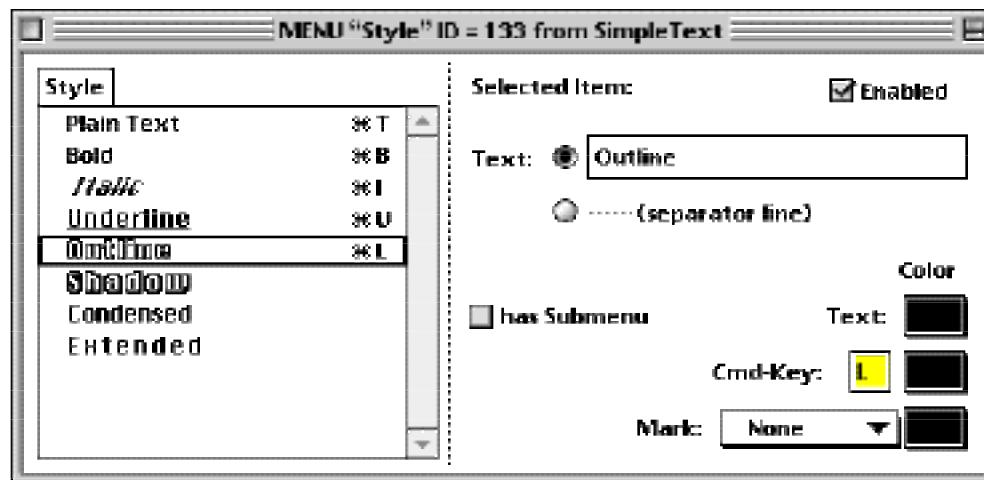 MENU “Style” ID = 133 from SimpleText
Style
Plain Text ⌘T
Bold ⌘B
Italic ⌘I
Underline ⌘U
Outline ⌘L
Shadow
Condensed
Extended
Selected Item:
Enabled
Text: Outline
------ (separator line)
Color
has Submenu
Text:
Cmd-Key: L
Mark: None